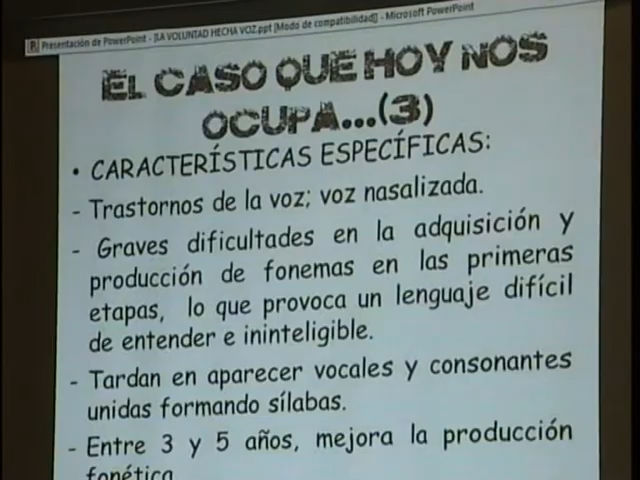 Presentación de PowerPoint - [LA VOLUNTAD HECHA VOZ.ppt [Modo de compatibilidad]] - Microsoft PowerPoint
EL CASO QUE HOY NOS
OCUPA...(3)
• CARACTERÍSTICAS ESPECÍFICAS:
- Trastornos de la voz; voz nasalizada.
- Graves dificultades en la adquisición y
producción de fonemas en las primeras
etapas, lo que provoca un lenguaje difícil
de entender e ininteligible.
- Tardan en aparecer vocales y consonantes
unidas formando sílabas.
- Entre 3 y 5 años, mejora la producción
fonética